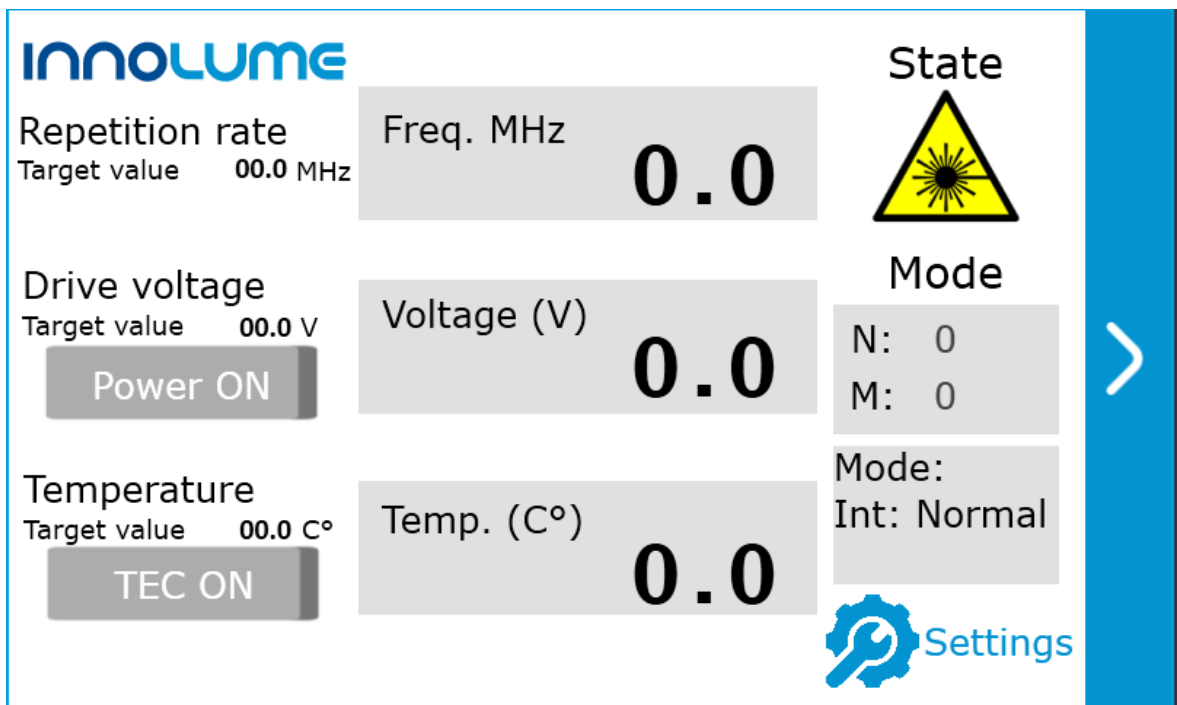 INNOLUME
Repetition rate
Target value 00.0 MHz
Freq. MHz
0.0
Drive voltage
Target value 00.0 V
Power ON
Voltage (V)
0.0
Temperature
Target value 00.0 C°
TEC ON
Temp. (C°)
0.0
State
Mode
N: 0
M: 0
Mode:
Int: Normal
Settings